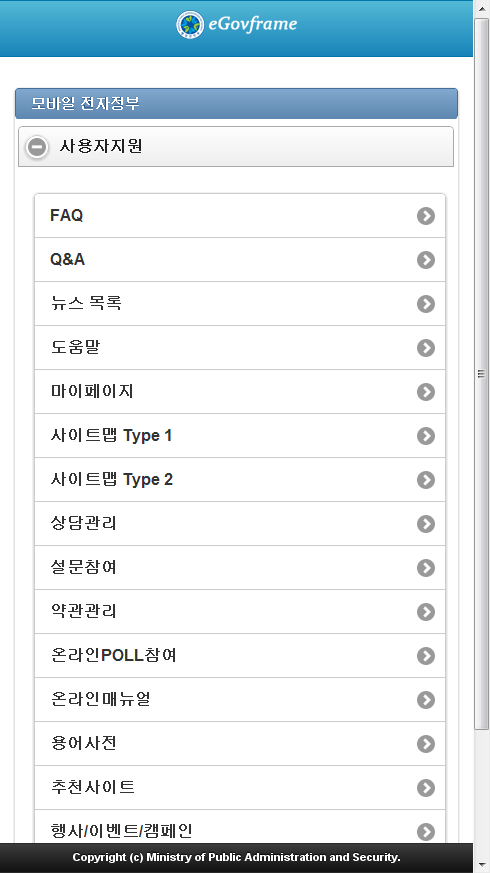 eGovframe
모바일 전자정부
사용자지원
FAQ
Q&A
뉴스 목록
도움말
마이페이지
사이트맵 Type 1
사이트맵 Type 2
상담관리
설문참여
약관관리
온라인POLL참여
온라인매뉴얼
용어사전
추천사이트
행사/이벤트/캠페인
Copyright (c) Ministry of Public Administration and Security.